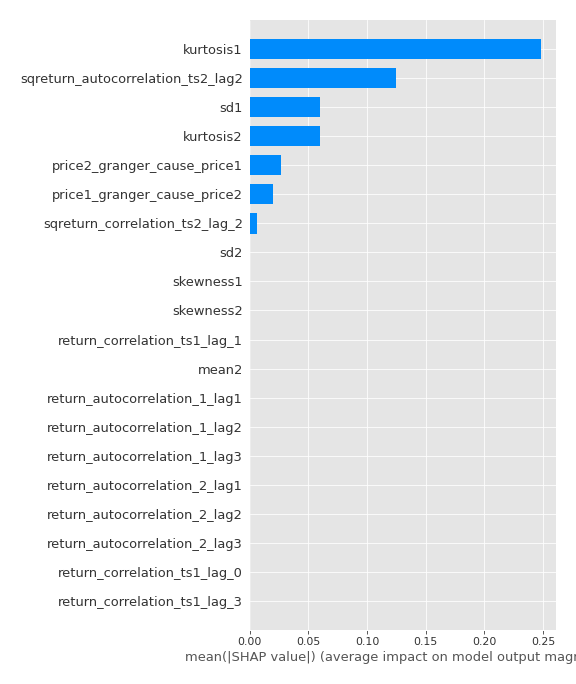 kurtosis1
sqreturn_autocorrelation_ts2_lag2
sd1
kurtosis2
price2_granger_cause_price1
price1_granger_cause_price2
sqreturn_correlation_ts2_lag_2
sd2
skewness1
skewness2
return_correlation_ts1_lag_1
mean2
return_autocorrelation_1_lag1
return_autocorrelation_1_lag2
return_autocorrelation_1_lag3
return_autocorrelation_2_lag1
return_autocorrelation_2_lag2
return_autocorrelation_2_lag3
return_correlation_ts1_lag_0
return_correlation_ts1_lag_3
0.00 0.05 0.10 0.15 0.20 0.25
mean(|SHAP value|) (average impact on model output magn